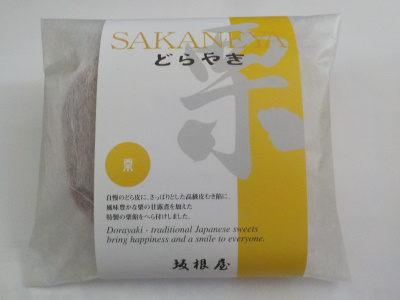 SAKANEYA
どらやき
栗
栗
自慢のどら皮に、さっぱりとした高級皮むき餡に、
風味豊かな栗の甘露煮を加えた
特製の栗餡をへら付けしました。
Dorayaki - traditional Japanese sweets
bring happiness and a smile to everyone.
坂根屋